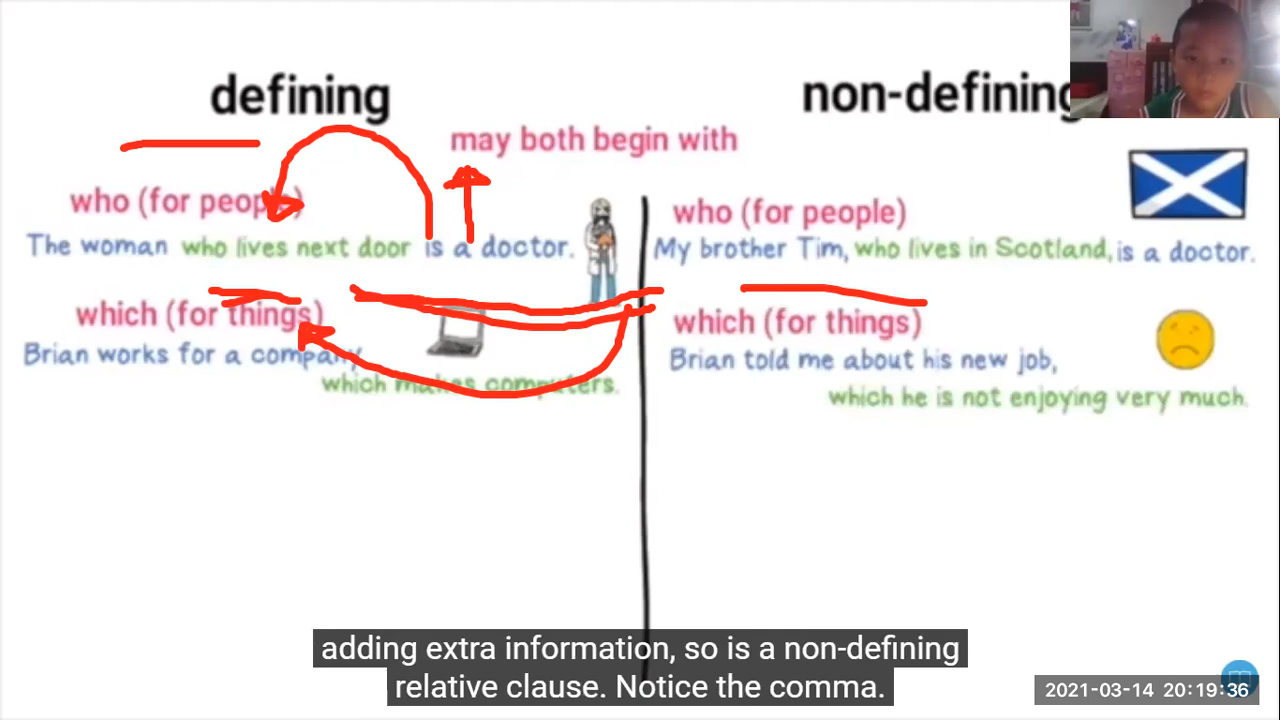 defining
non-defining
may both begin with
who (for people)
The woman who lives next door is a doctor.
which (for things)
Brian works for a company
which makes computers.
who (for people)
My brother Tim, who lives in Scotland, is a doctor.
which (for things)
Brian told me about his new job,
which he is not enjoying very much.
adding extra information, so is a non-defining
relative clause. Notice the comma.
2021-03-14 20:19:36